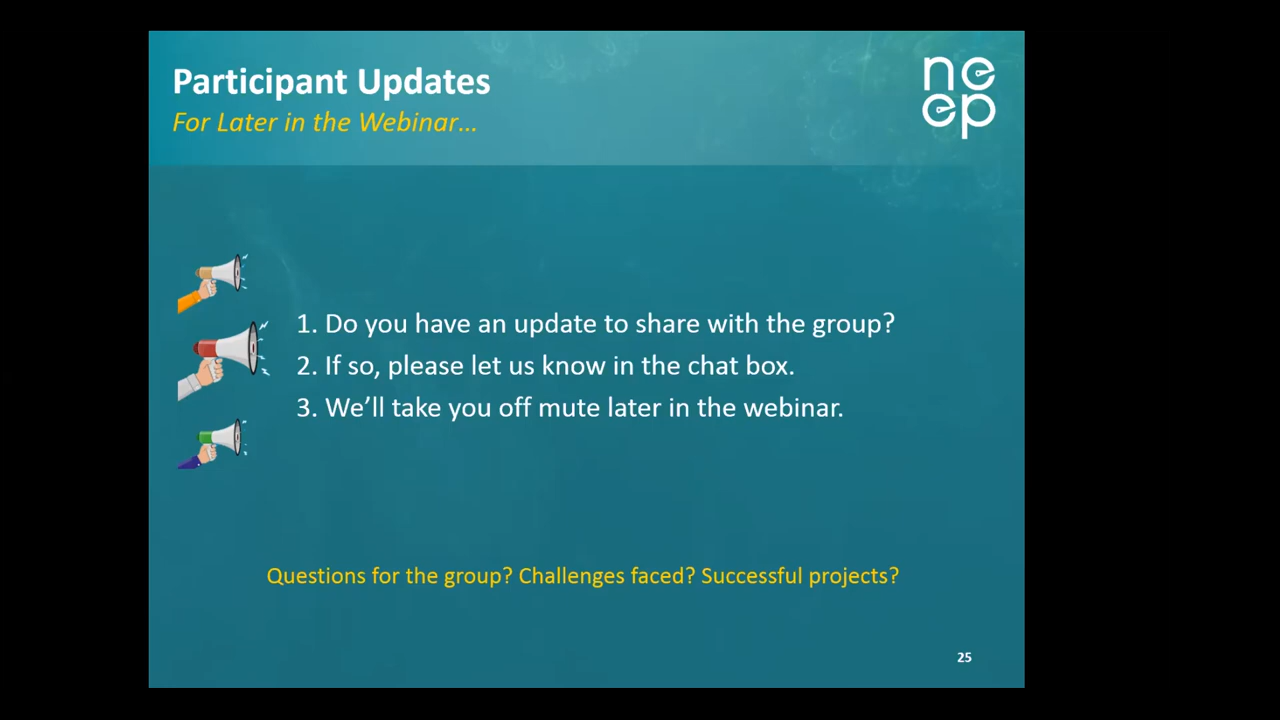 Participant Updates
For Later in the Webinar...
ne
ep
1. Do you have an update to share with the group?
2. If so, please let us know in the chat box.
3. We’ll take you off mute later in the webinar.
Questions for the group? Challenges faced? Successful projects?
25